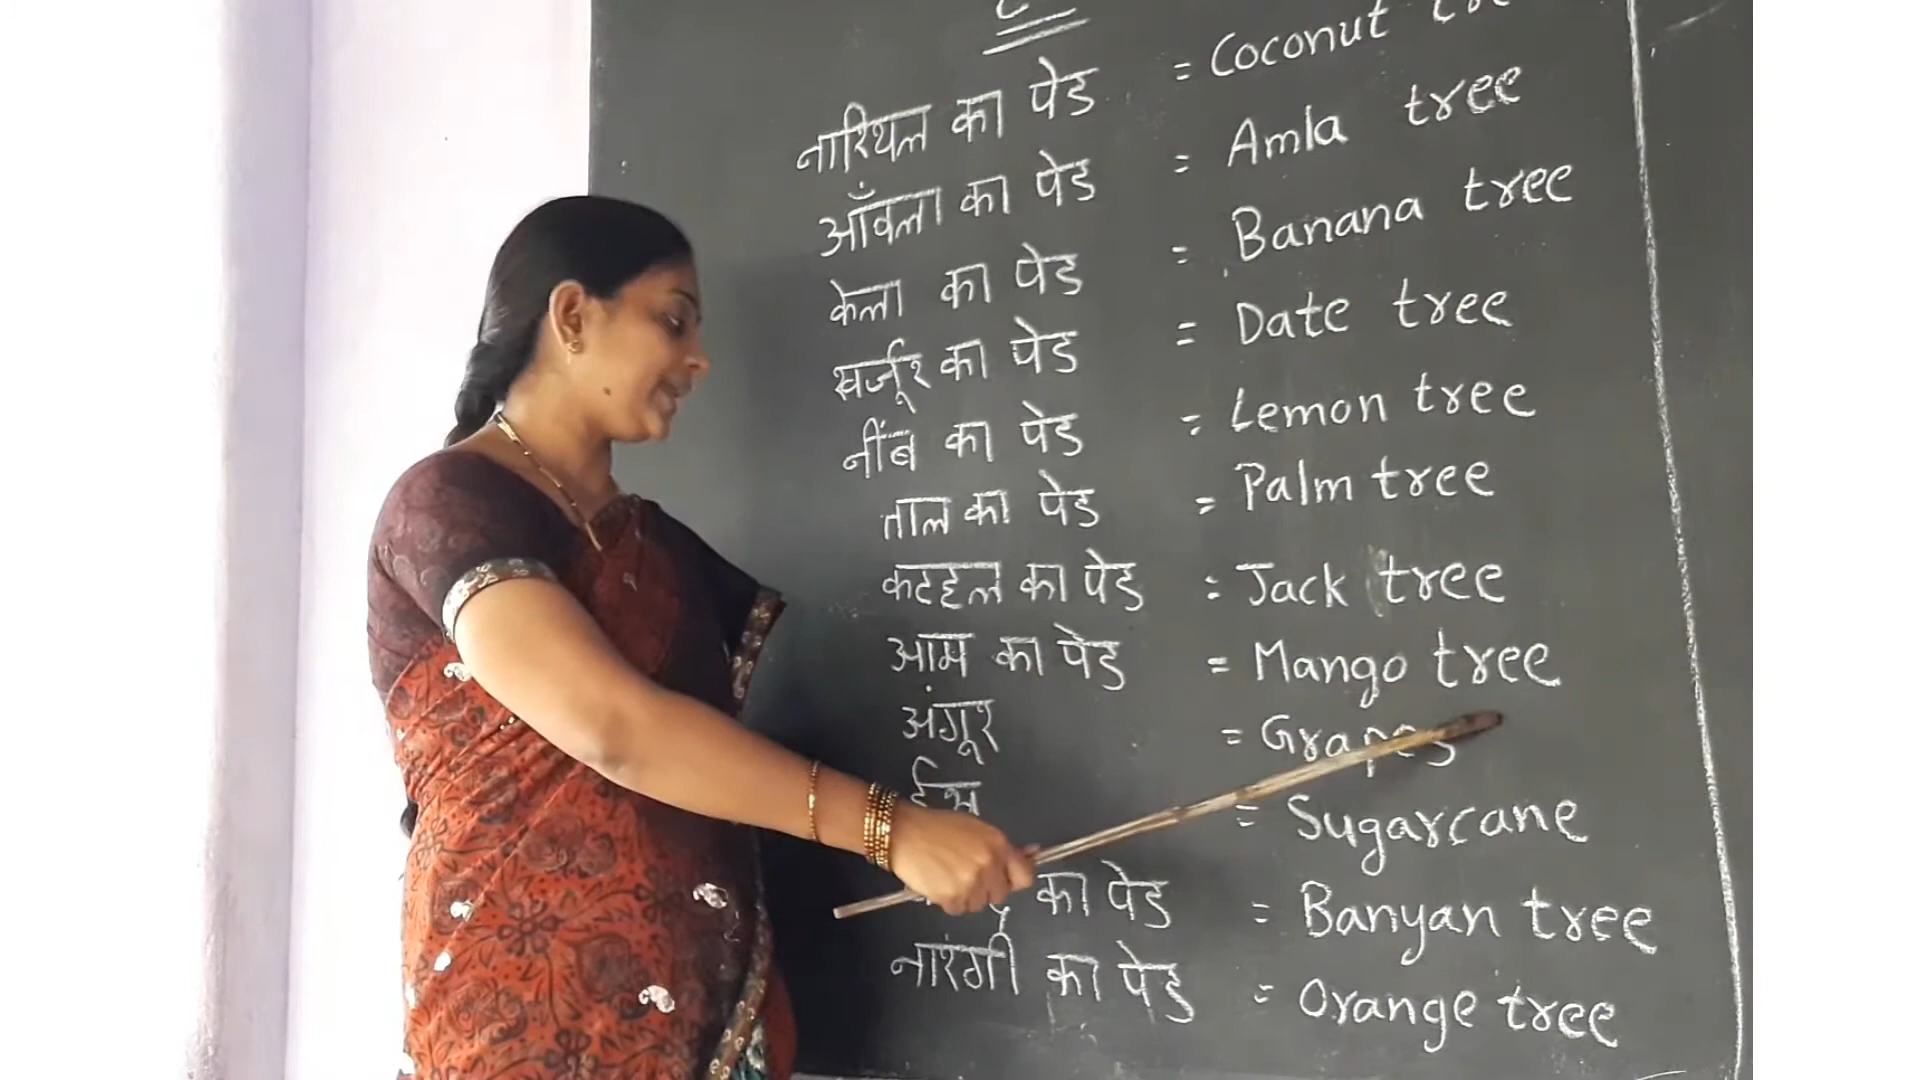 नारियल का पेड = Coconut
आँवला का पेड = Amla tree
केला का पेड = Banana tree
खर्जूर का पेड = Date tree
नींब का पेड = Lemon tree
ताल का पेड = Palm tree
कटहल का पेड = Jack tree
आम का पेड = Mango tree
अंगूर = Grapes
ईख = Sugarcane
का पेड = Banyan tree
नारंगी का पेड = Orange tree